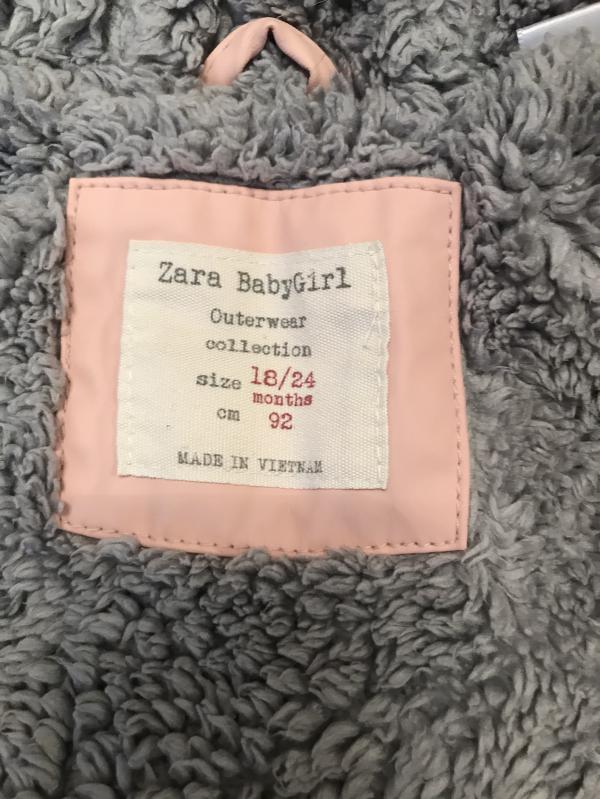 Zara BabyGirl
Outerwear
collection
size 18/24
months
cm 92
MADE IN VIETNAM